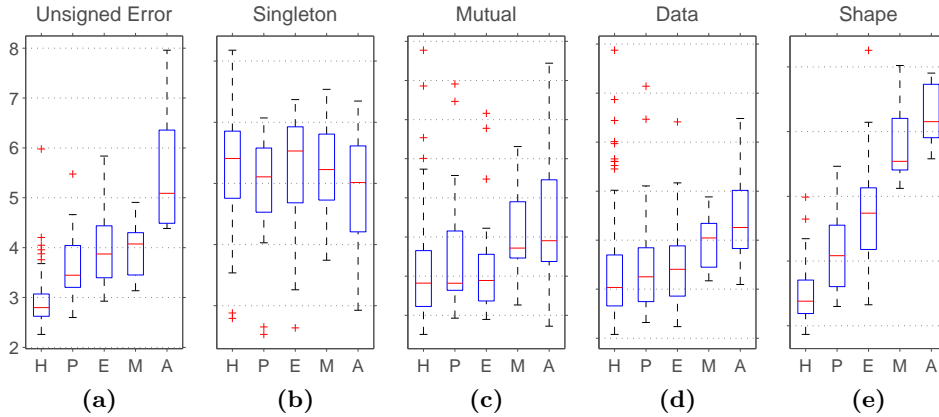 Unsigned Error Singleton Mutual Data Shape
8
7
6
5
4
3
2
H P E M A H P E M A H P E M A H P E M A H P E M A
(a) (b) (c) (d) (e)